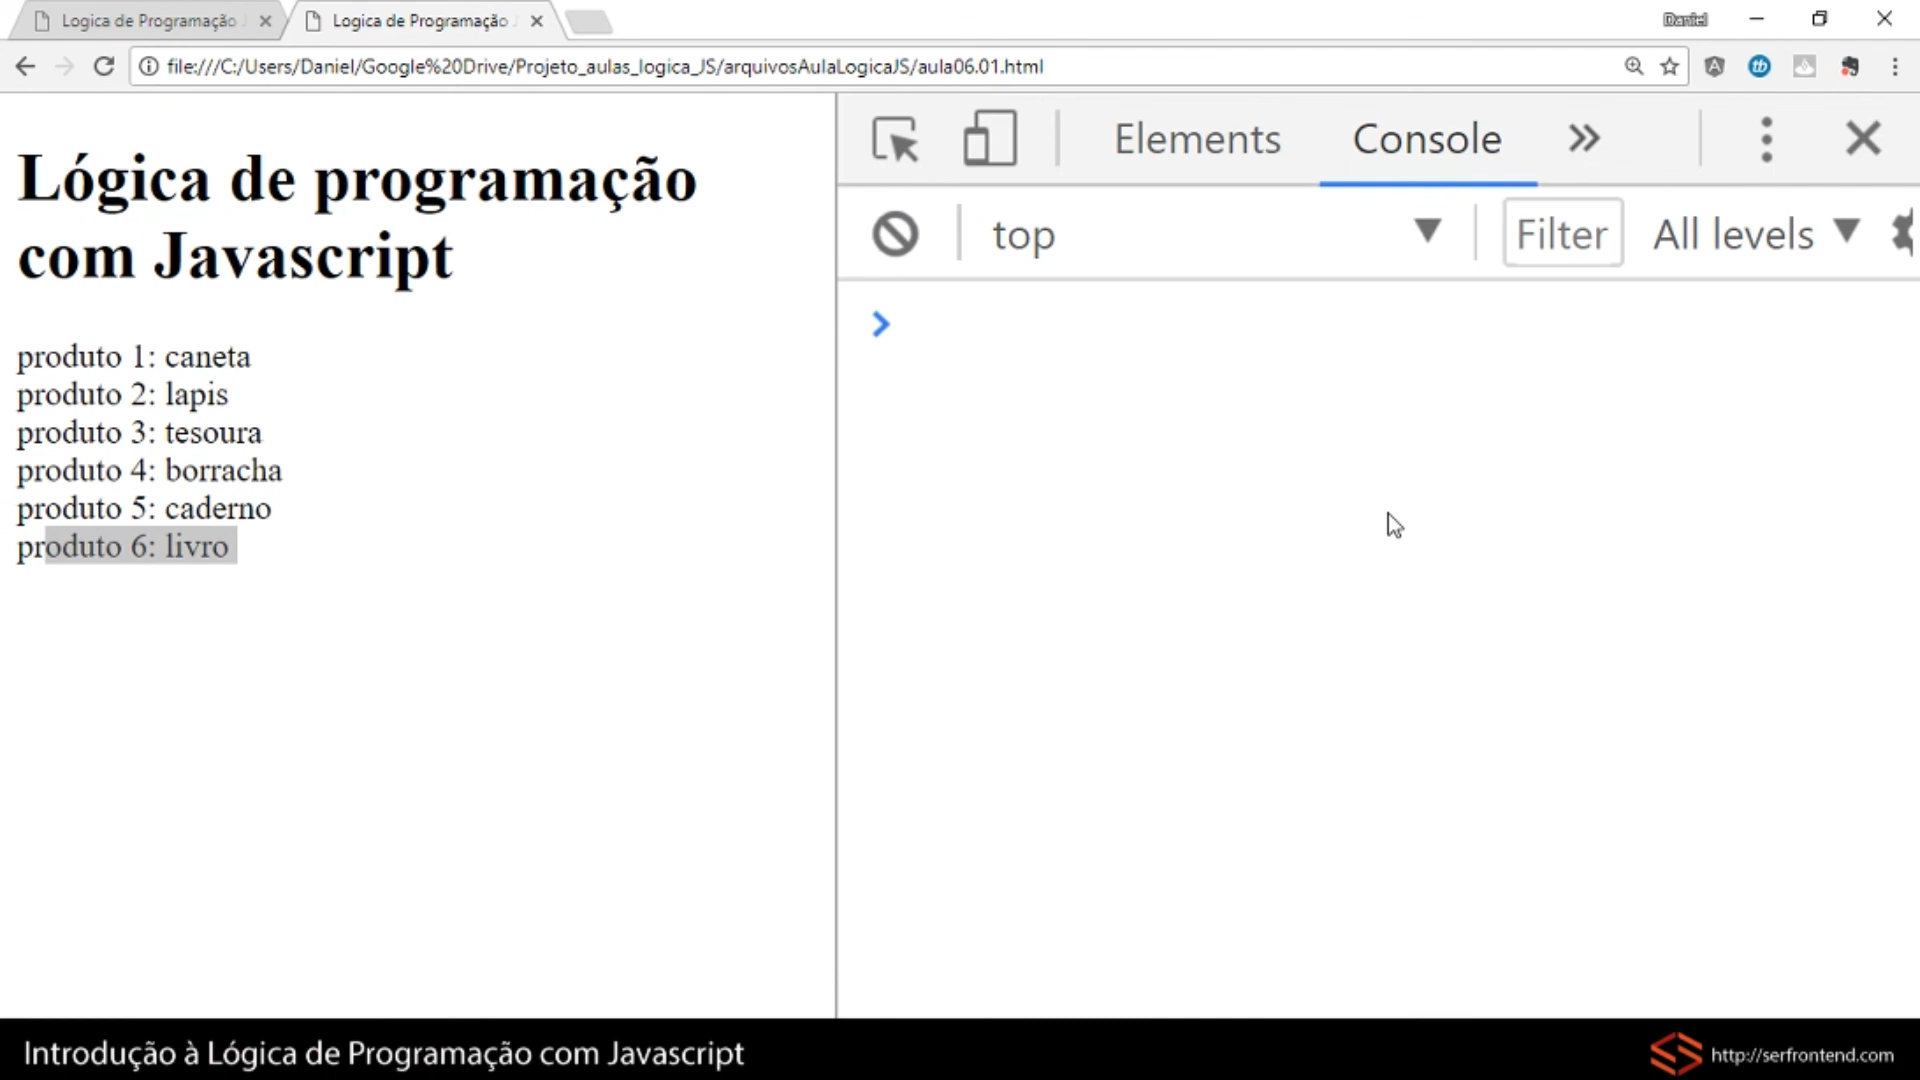 Logica de Programação
Logica de Programação
Daniel
file:///C:/Users/Daniel/Google%20Drive/Projeto_aulas_logica_JS/arquivosAulaLogicaJS/aula06.01.html
Lógica de programação
com Javascript
produto 1: caneta
produto 2: lapis
produto 3: tesoura
produto 4: borracha
produto 5: caderno
produto 6: livro
Elements
Console
top
Filter
All levels
Introdução à Lógica de Programação com Javascript
http://serfrontend.com